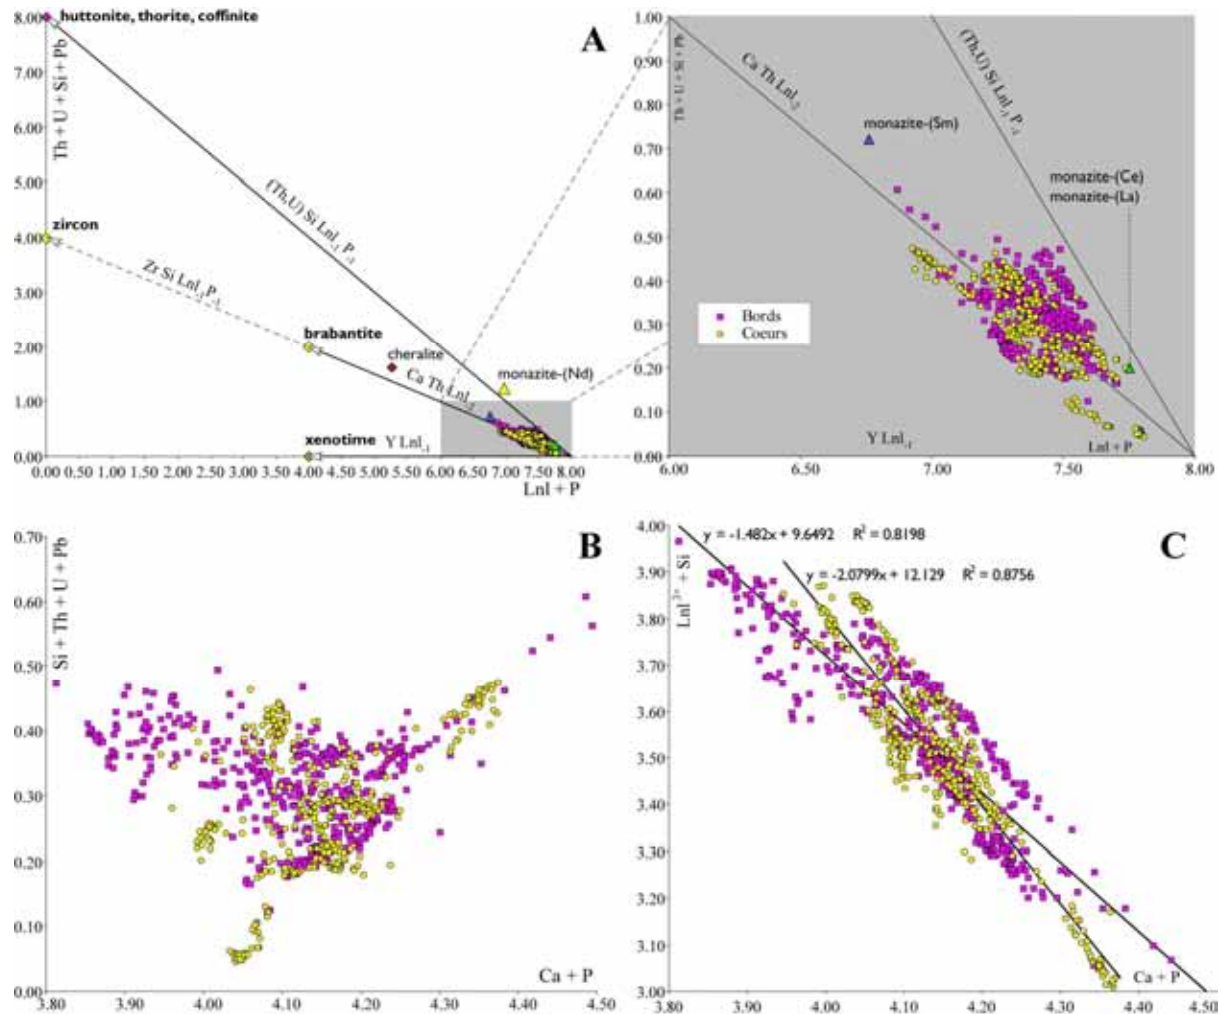 A
8.00
7.00
6.00
5.00
4.00
3.00
2.00
1.00
0.00
Th + U + Si + Pb
huttonite, thorite, coffinite
(Th,U) Si LnI₋₁ P₋₁
zircon
Zr Si LnI₋₁P₋₁
brabantite
cheralite
Ca Th LnI₋₂
monazite-(Nd)
xenotime
Y LnI₋₁
0.00 0.50 1.00 1.50 2.00 2.50 3.00 3.50 4.00 4.50 5.00 5.50 6.00 6.50 7.00 7.50 8.00
LnI + P
1.00
0.90
0.80
0.70
0.60
0.50
0.40
0.30
0.20
0.10
0.00
Th + U + Si + Pb
Ca Th LnI₋₂
(Th,U) Si LnI₋₁ P₋₁
monazite-(Sm)
monazite-(Ce)
monazite-(La)
Bords
Coeurs
Y LnI₋₁
LnI + P
6.00 6.50 7.00 7.50 8.00
B
0.70
0.60
0.50
0.40
0.30
0.20
0.10
0.00
Si + Th + U + Pb
Ca + P
3.80 3.90 4.00 4.10 4.20 4.30 4.40 4.50
C
4.00
3.90
3.80
3.70
3.60
3.50
3.40
3.30
3.20
3.10
3.00
LnI³⁺ + Si
y = -1.482x + 9.6492 R² = 0.8198
y = -2.0799x + 12.129 R² = 0.8756
Ca + P
3.80 3.90 4.00 4.10 4.20 4.30 4.40 4.50